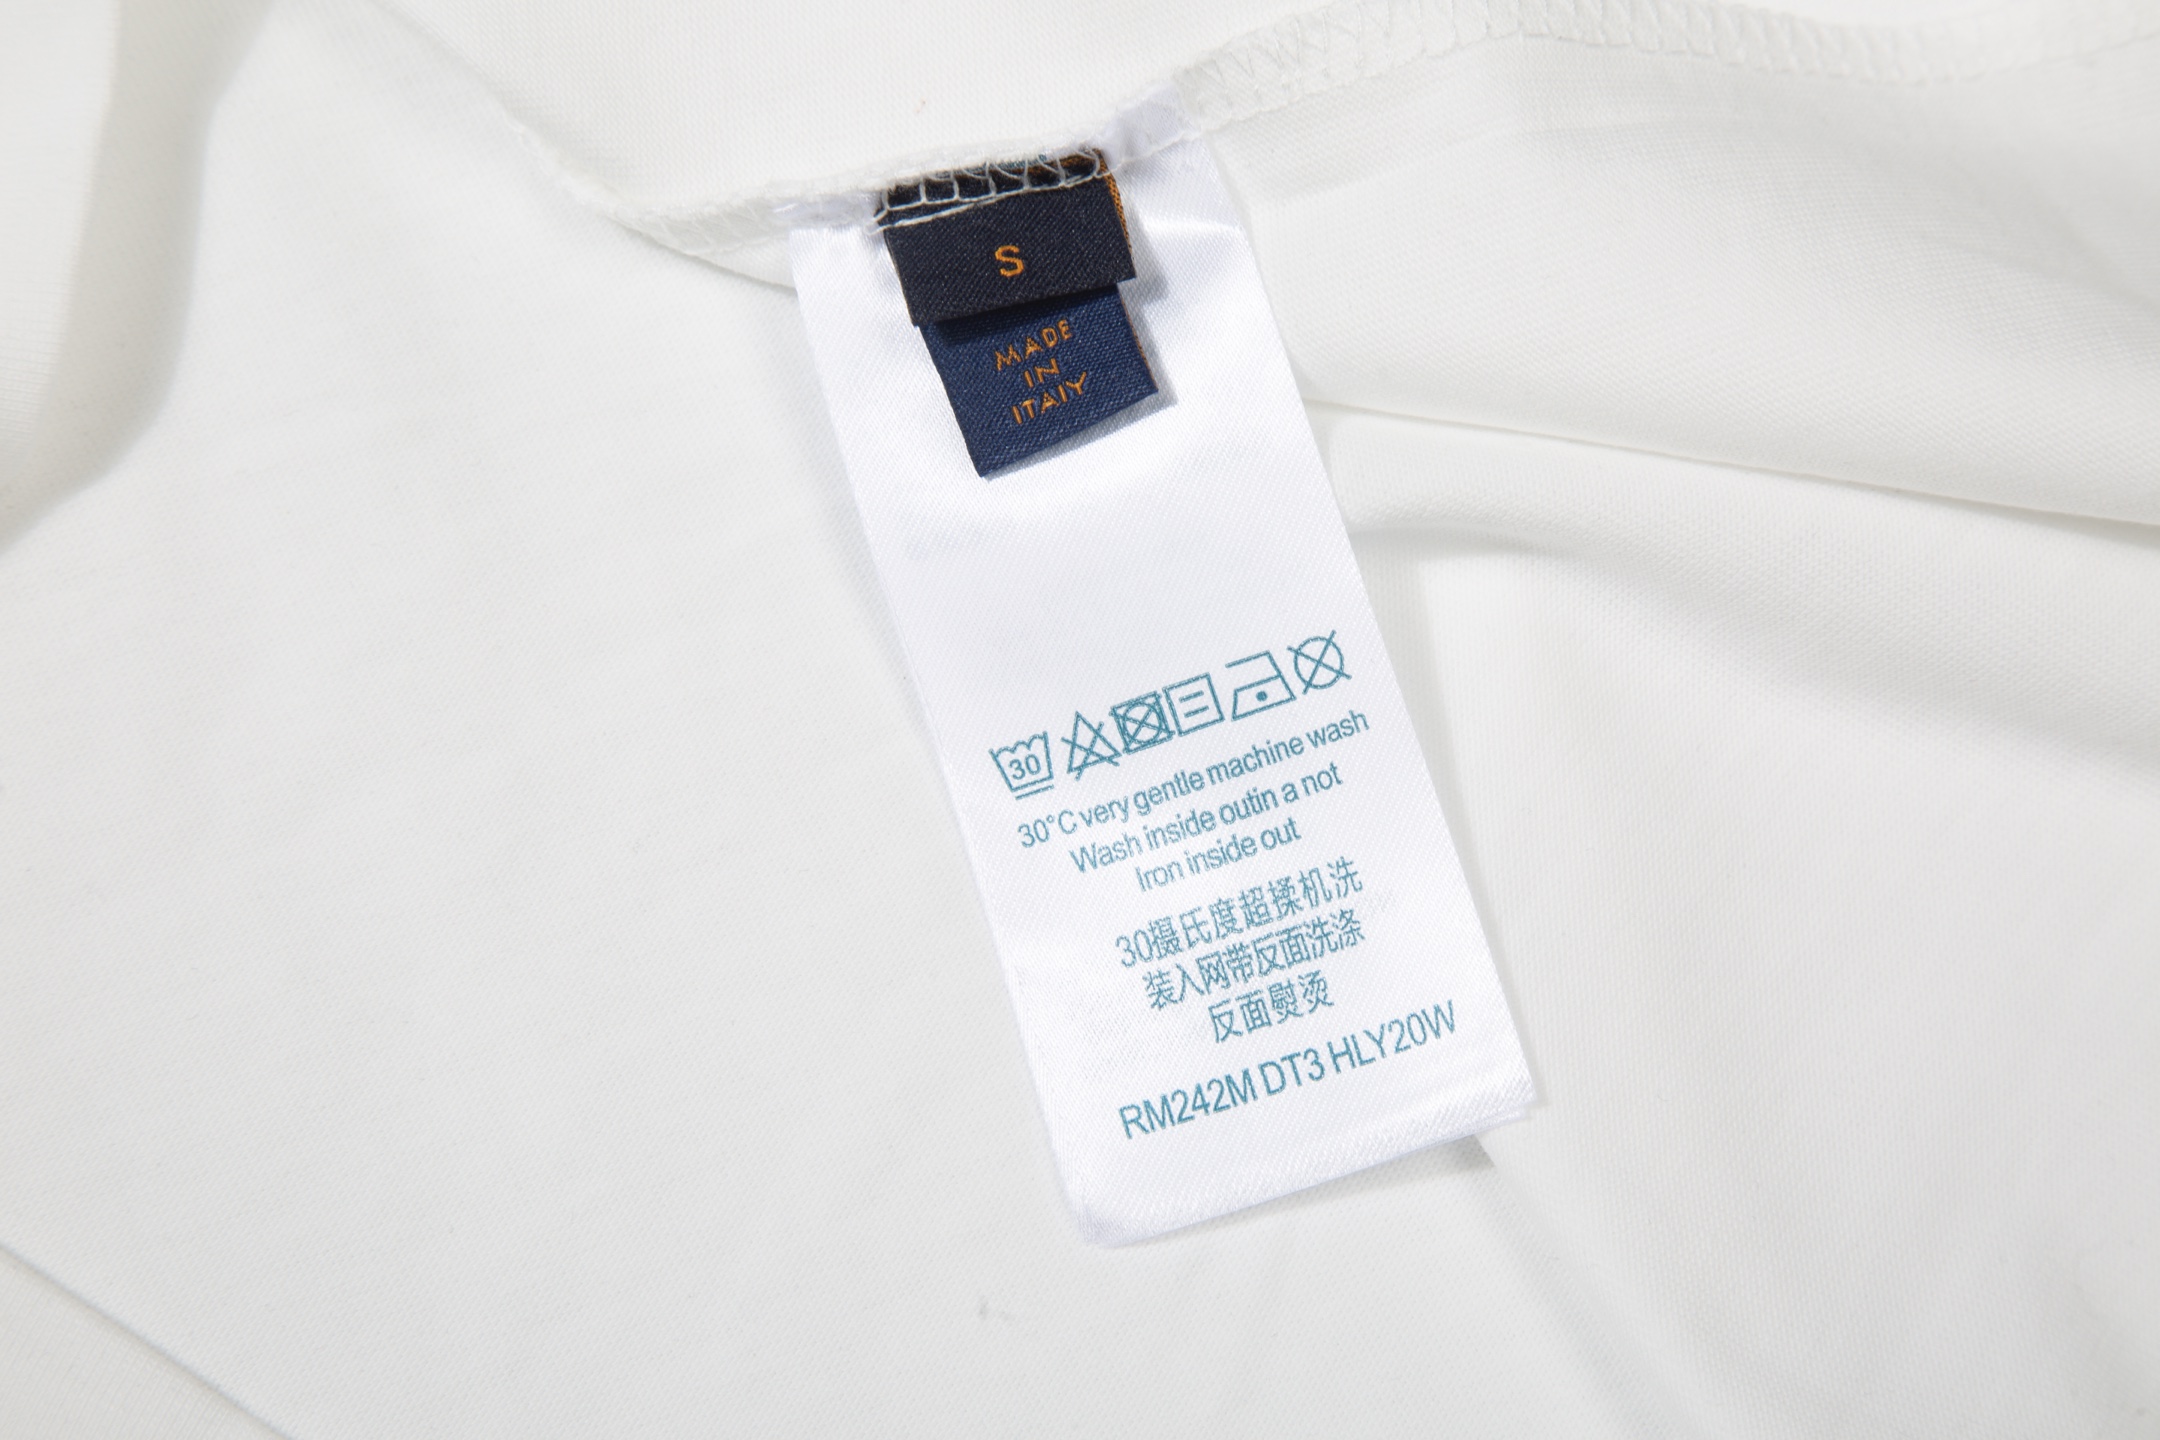 S
MADE
IN
ITAIY
30
30°C very gentle machine wash
Wash inside outin a not
Iron inside out
30摄氏度超揉机洗
装入网带反面洗涤
反面熨烫
RM242M DT3 HLY20W